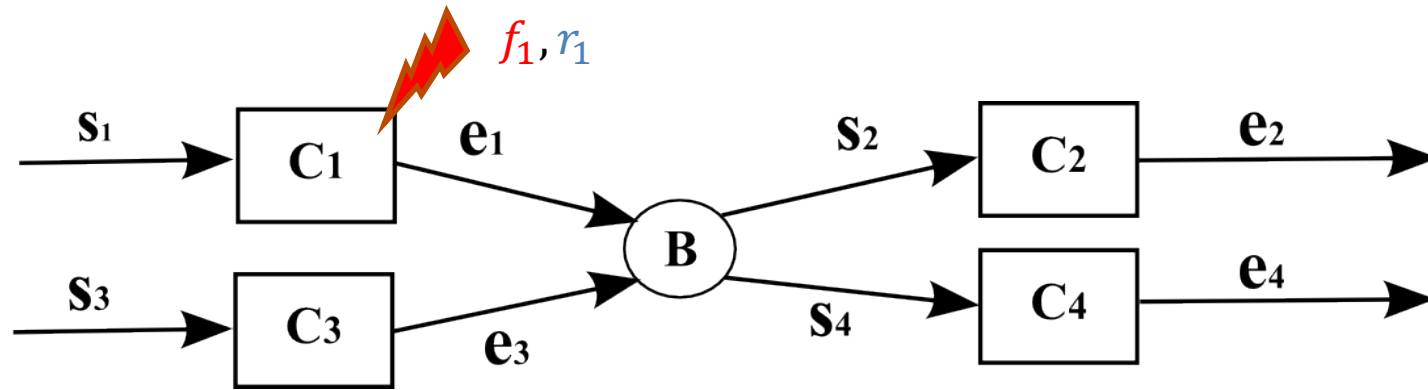 f₁, r₁
s₁
C₁
e₁
s₂
C₂
e₂
B
s₃
C₃
e₃
s₄
C₄
e₄